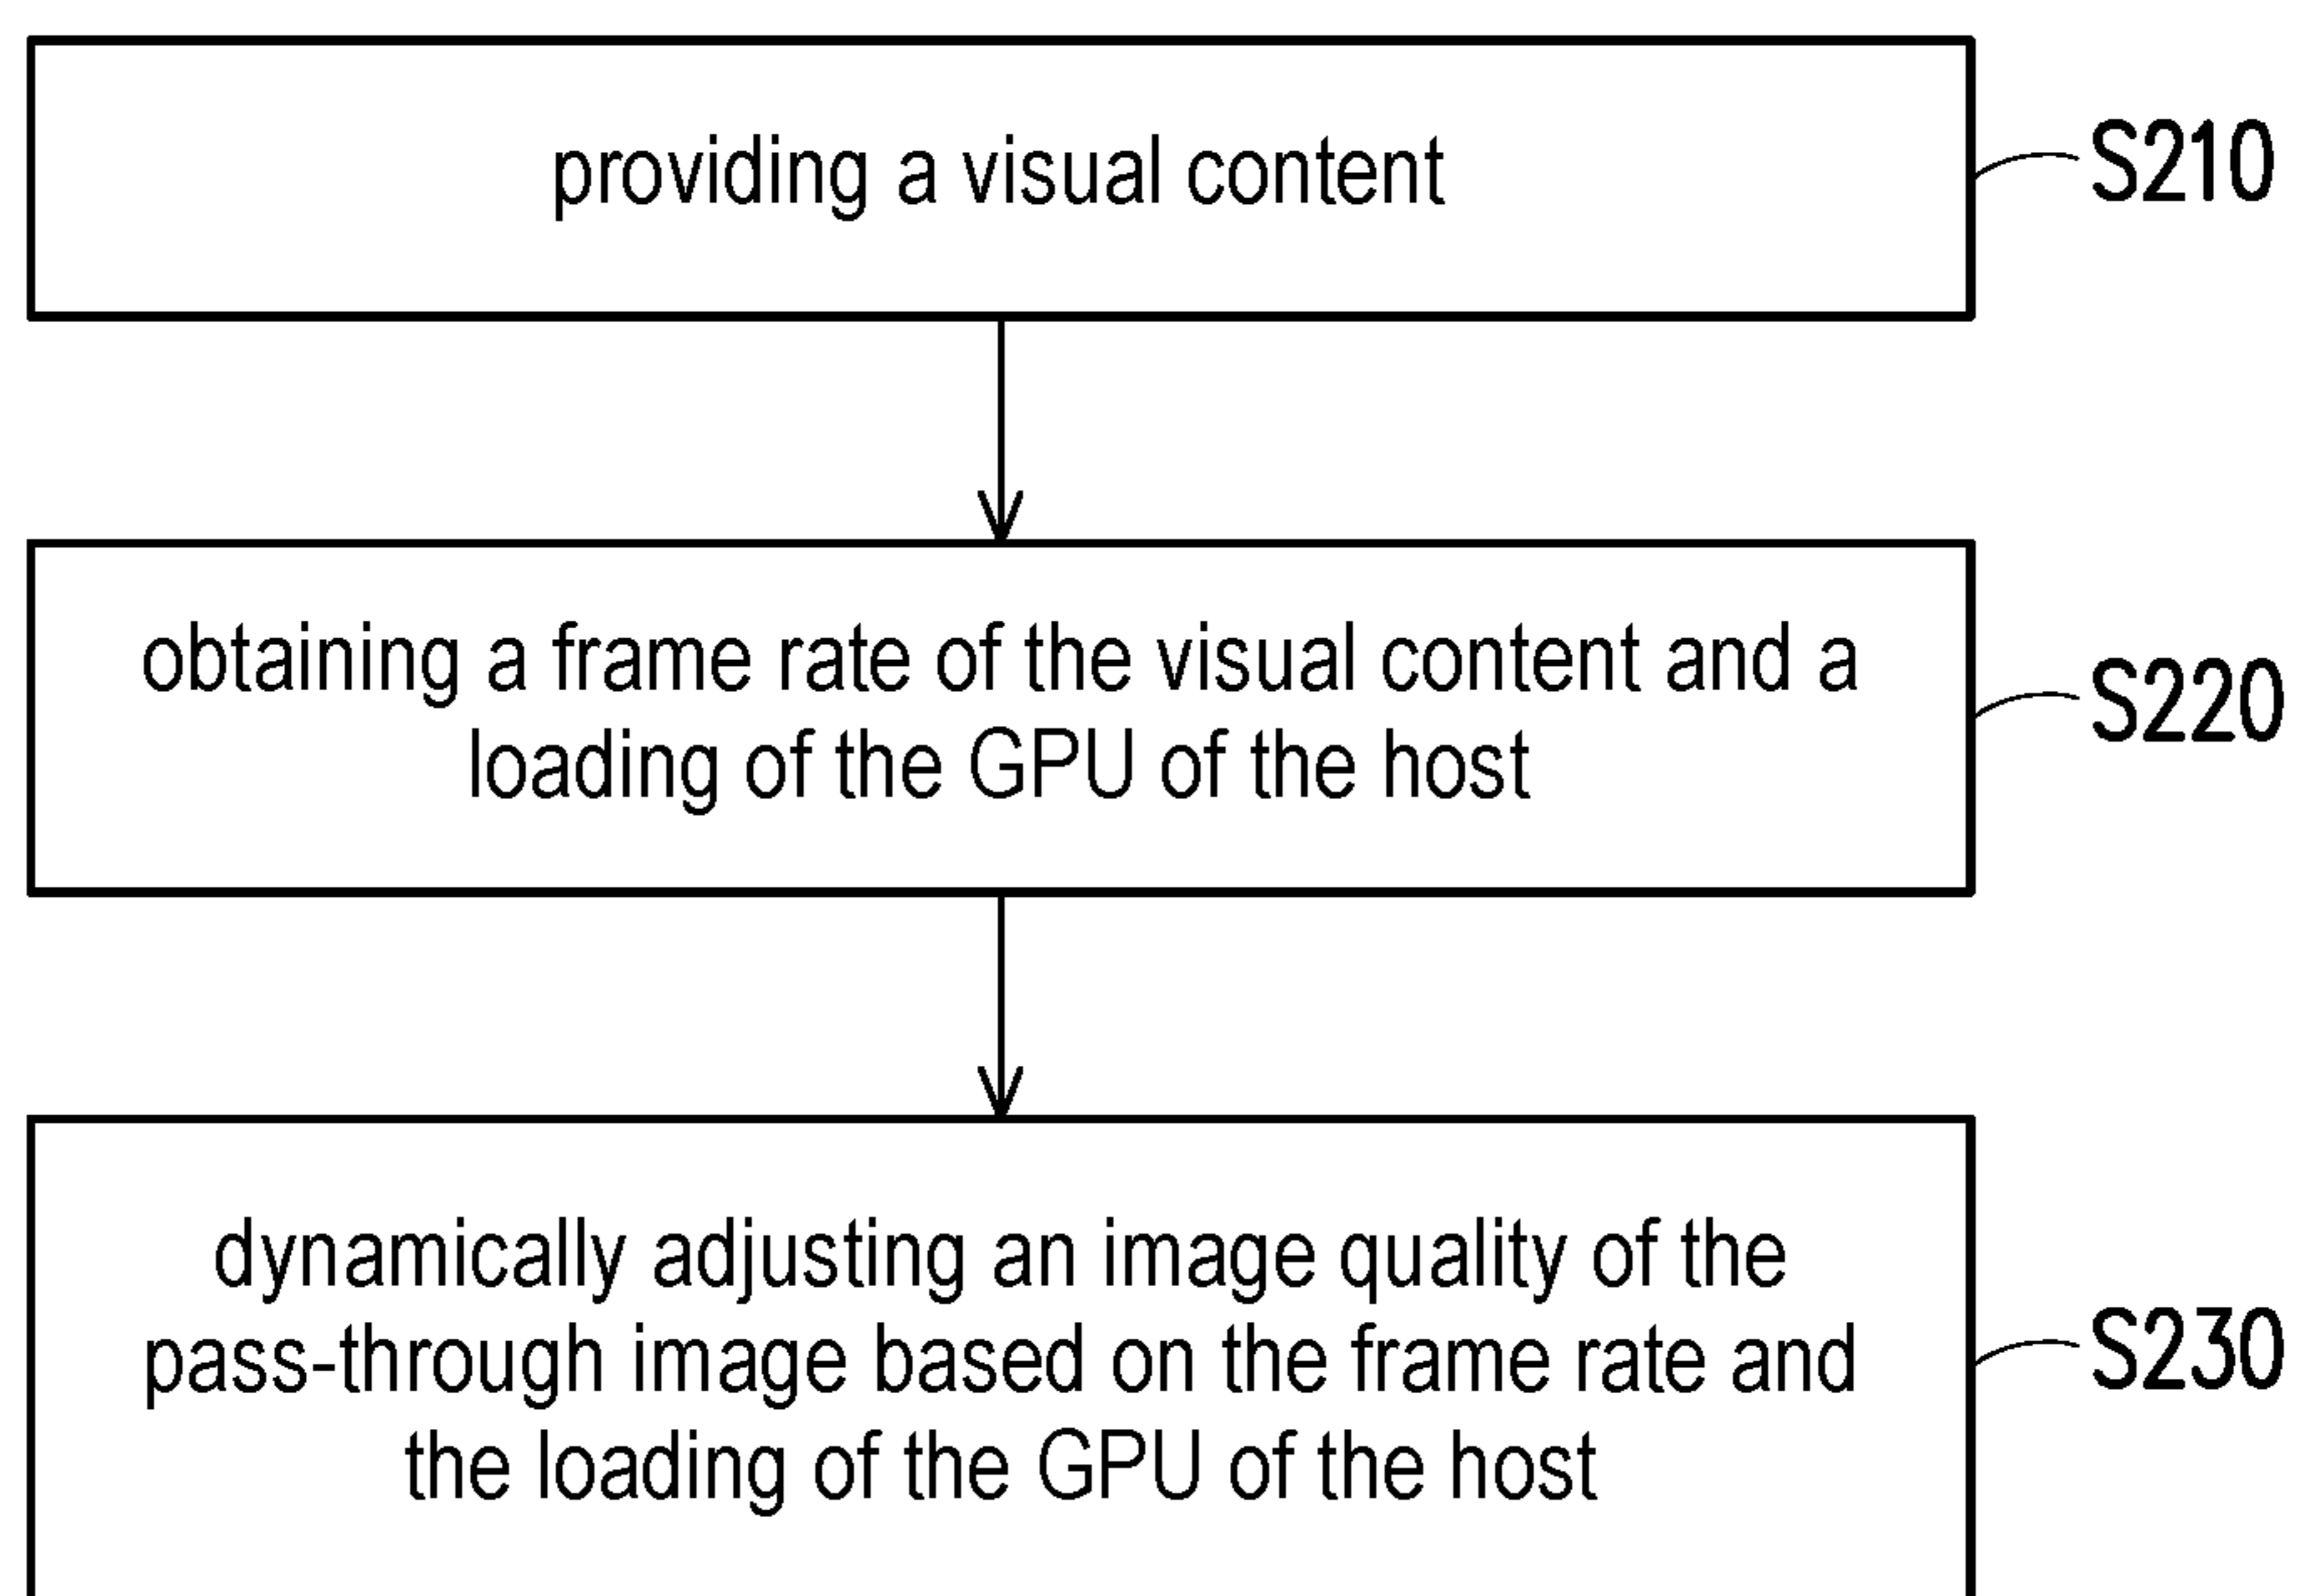 providing a visual content
S210
obtaining a frame rate of the visual content and a
loading of the GPU of the host
S220
dynamically adjusting an image quality of the
pass-through image based on the frame rate and
the loading of the GPU of the host
S230